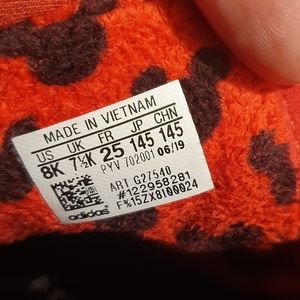 MADE IN VIETNAM
US UK FR JP CHN
8K 7½K 25 145 145
PYV 702001 06/19
ART G27540
#122958281
F%15ZX8I00024
adidas